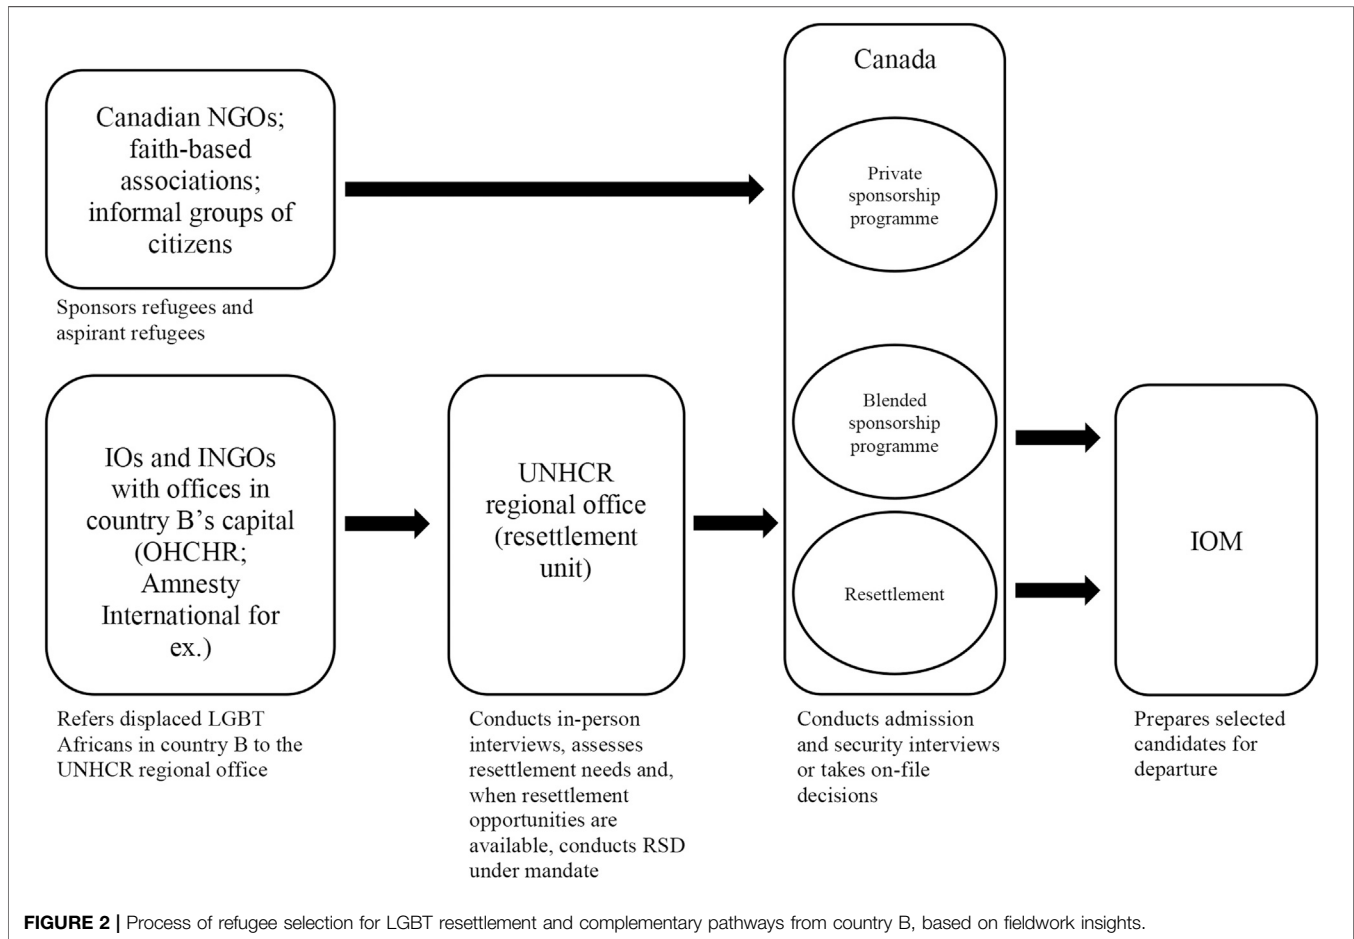 Canadian NGOs;
faith-based
associations;
informal groups of
citizens
Sponsors refugees and
aspirant refugees
IOs and INGOs
with offices in
country B’s capital
(OHCHR;
Amnesty
International for
ex.)
Refers displaced LGBT
Africans in country B to the
UNHCR regional office
UNHCR
regional office
(resettlement
unit)
Conducts in-person
interviews, assesses
resettlement needs and,
when resettlement
opportunities are
available, conducts RSD
under mandate
Canada
Private
sponsorship
programme
Blended
sponsorship
programme
Resettlement
Conducts admission
and security interviews
or takes on-file
decisions
IOM
Prepares selected
candidates for
departure
FIGURE 2 | Process of refugee selection for LGBT resettlement and complementary pathways from country B, based on fieldwork insights.